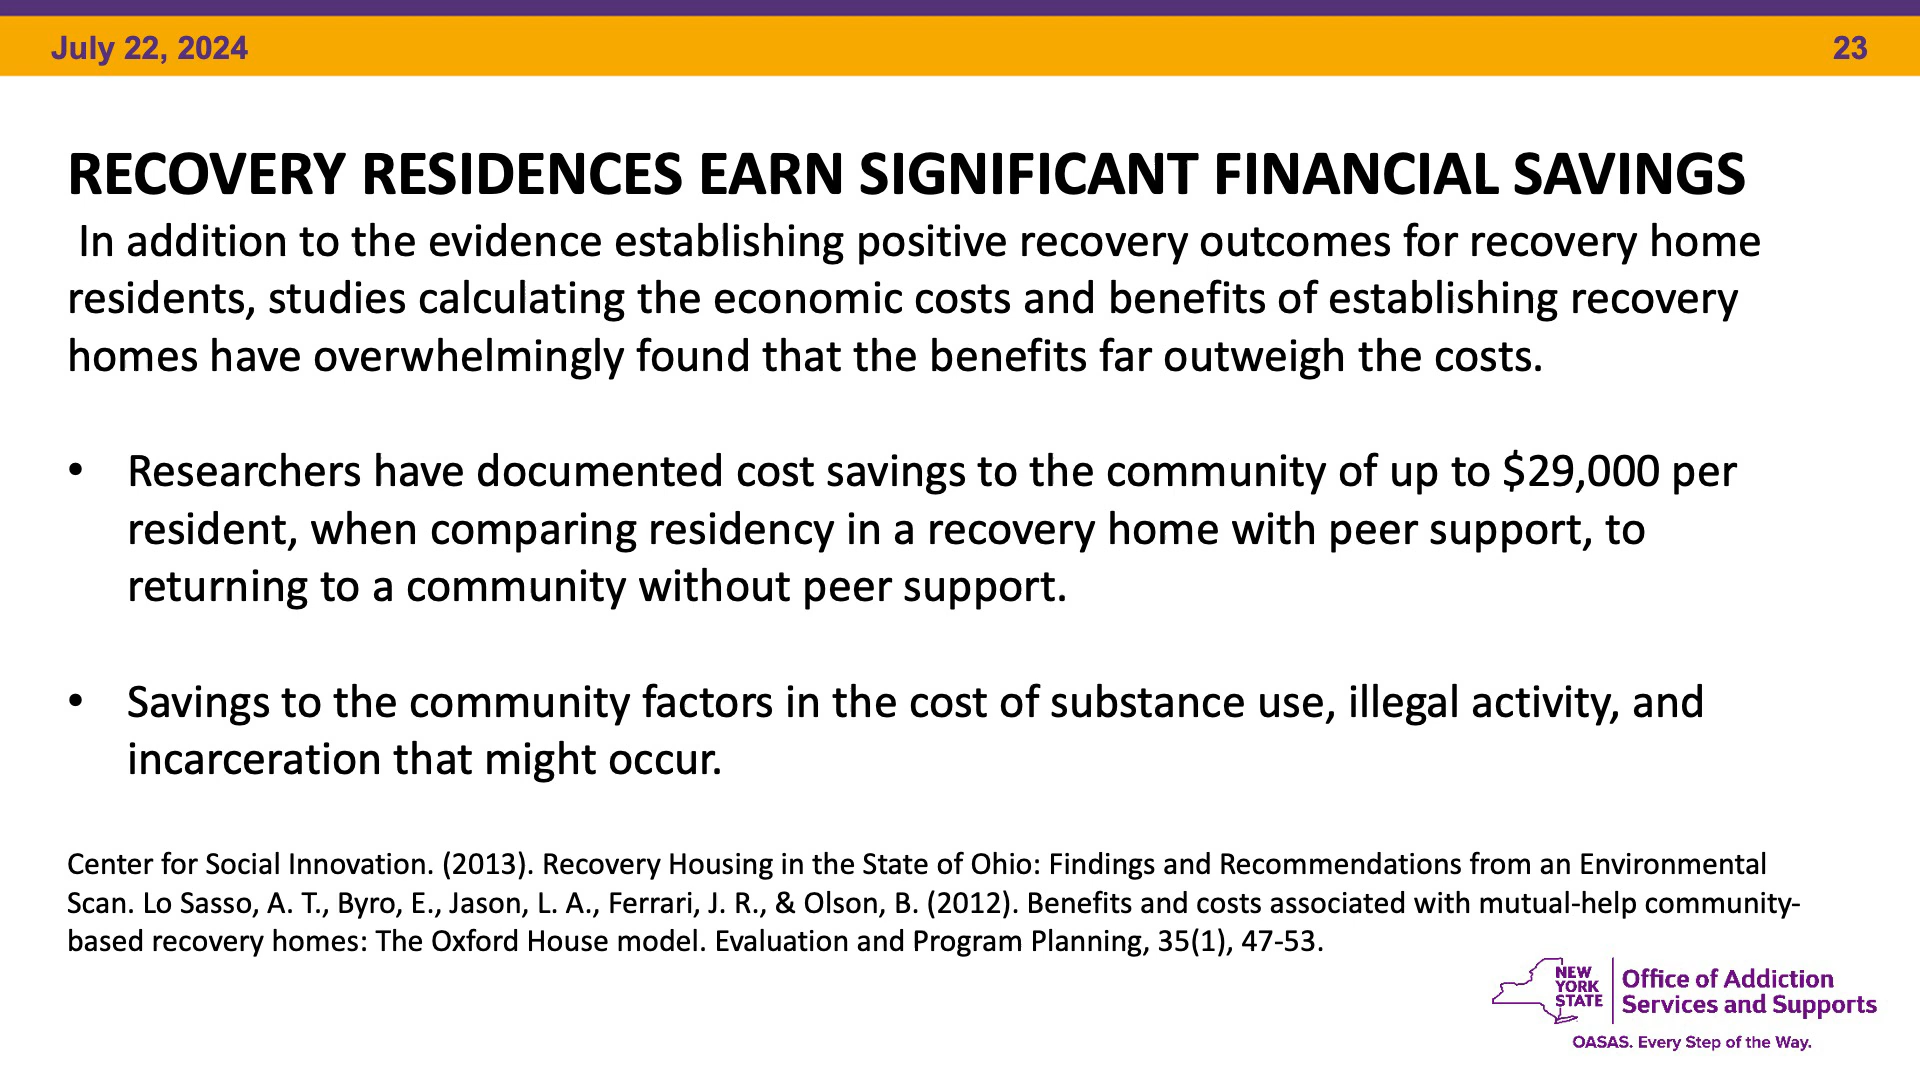 July 22, 2024
23
RECOVERY RESIDENCES EARN SIGNIFICANT FINANCIAL SAVINGS
In addition to the evidence establishing positive recovery outcomes for recovery home
residents, studies calculating the economic costs and benefits of establishing recovery
homes have overwhelmingly found that the benefits far outweigh the costs.
• Researchers have documented cost savings to the community of up to $29,000 per
resident, when comparing residency in a recovery home with peer support, to
returning to a community without peer support.
• Savings to the community factors in the cost of substance use, illegal activity, and
incarceration that might occur.
Center for Social Innovation. (2013). Recovery Housing in the State of Ohio: Findings and Recommendations from an Environmental
Scan. Lo Sasso, A. T., Byro, E., Jason, L. A., Ferrari, J. R., & Olson, B. (2012). Benefits and costs associated with mutual-help community-
based recovery homes: The Oxford House model. Evaluation and Program Planning, 35(1), 47-53.
NEW
YORK
STATE
Office of Addiction
Services and Supports
OASAS. Every Step of the Way.